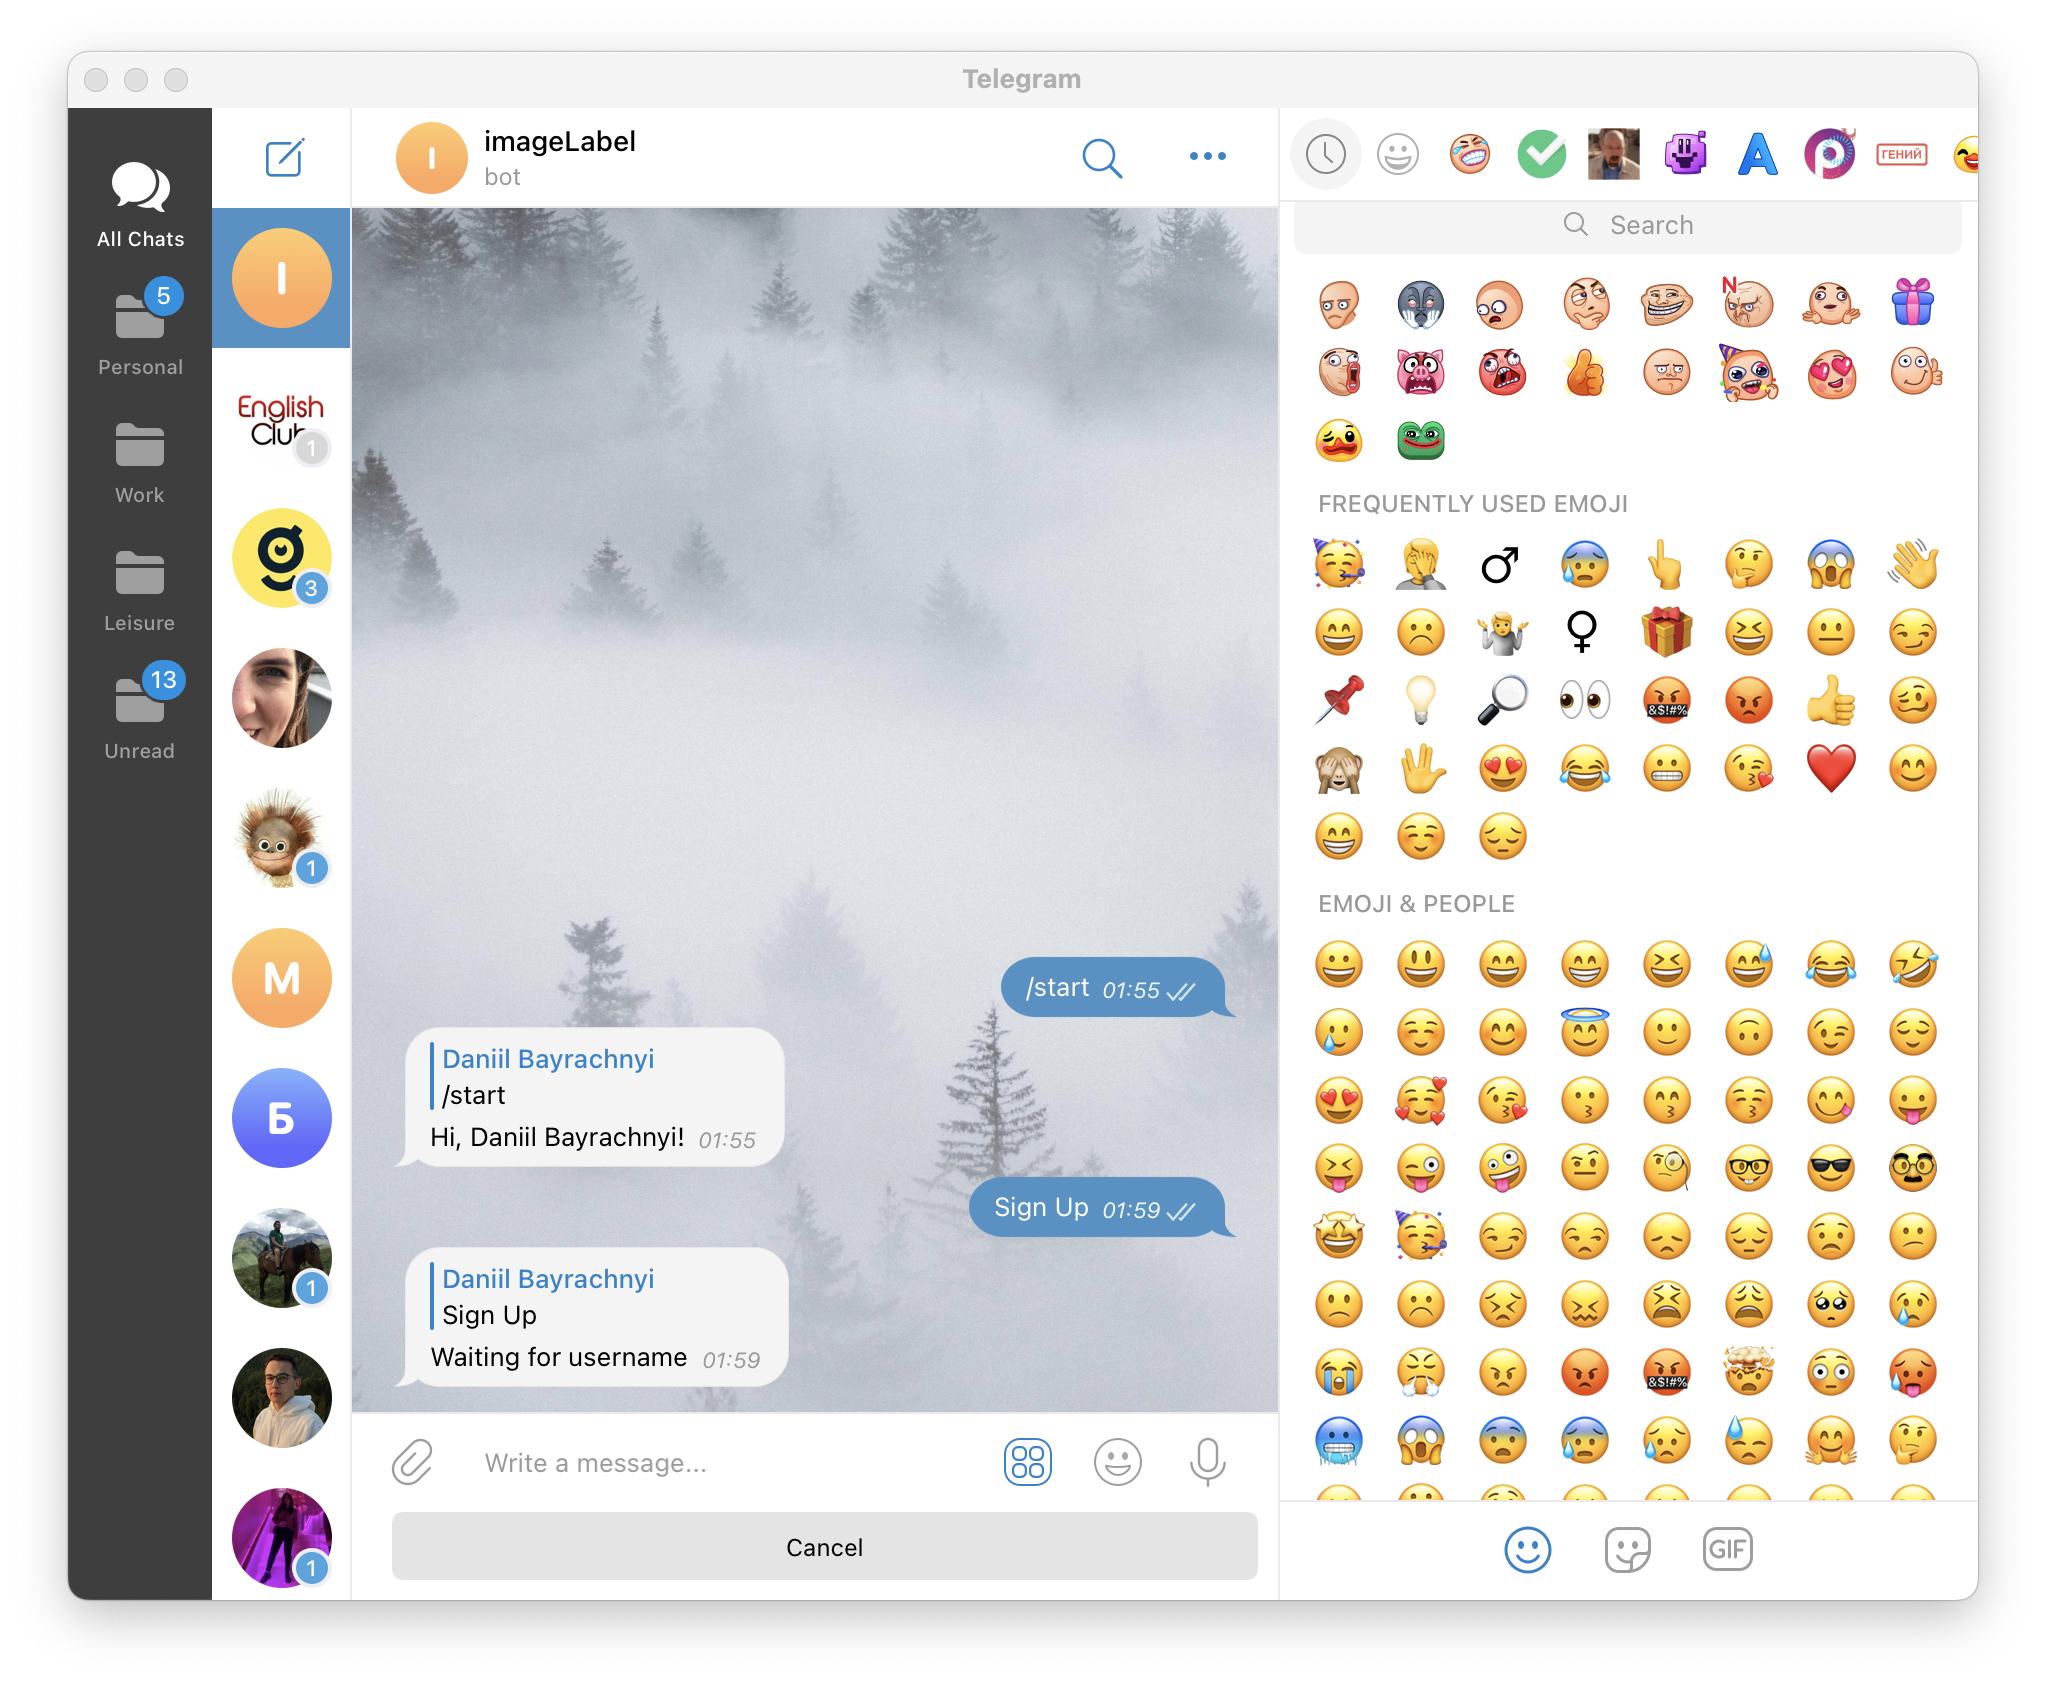 Telegram
All Chats
5
Personal
Work
Leisure
13
Unread
I
English
Club
1
3
1
М
Б
1
1
I
imageLabel
bot
/start 01:55
Daniil Bayrachnyi
/start
Hi, Daniil Bayrachnyi! 01:55
Sign Up 01:59
Daniil Bayrachnyi
Sign Up
Waiting for username 01:59
Write a message...
Cancel
ГЕНИЙ
Search
N
FREQUENTLY USED EMOJI
&$!#%
EMOJI & PEOPLE
&$!#%
GIF